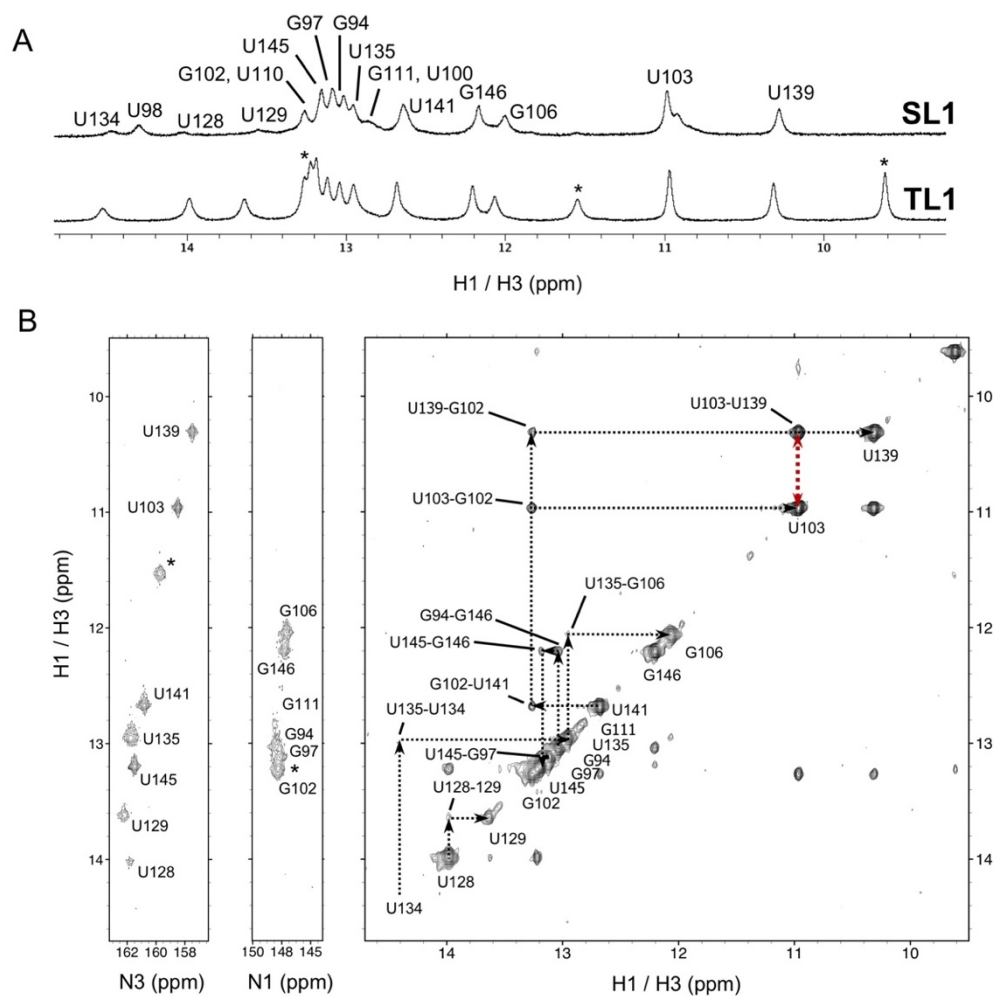 A
G97
G94
U145
U135
G102, U110
G111, U100
U134
U98
U128
U129
U141
G146
G106
U103
U139
SL1
*
*
*
TL1
14
13
12
11
10
H1 / H3 (ppm)
B
10
11
12
13
14
H1 / H3 (ppm)
U139
U103
*
U141
U135
U145
U129
U128
162
160
158
N3 (ppm)
G106
G146
G111
G94
G97
*
G102
150
148
145
N1 (ppm)
U139-G102
U103-U139
U139
U103-G102
U103
U135-G106
G94-G146
U145-G146
G106
G146
G102-U141
U141
U135-U134
G111
U135
U145-G97
G94
G97
U145
G102
U128-129
U129
U128
U134
14
13
12
11
10
H1 / H3 (ppm)
10
11
12
13
14